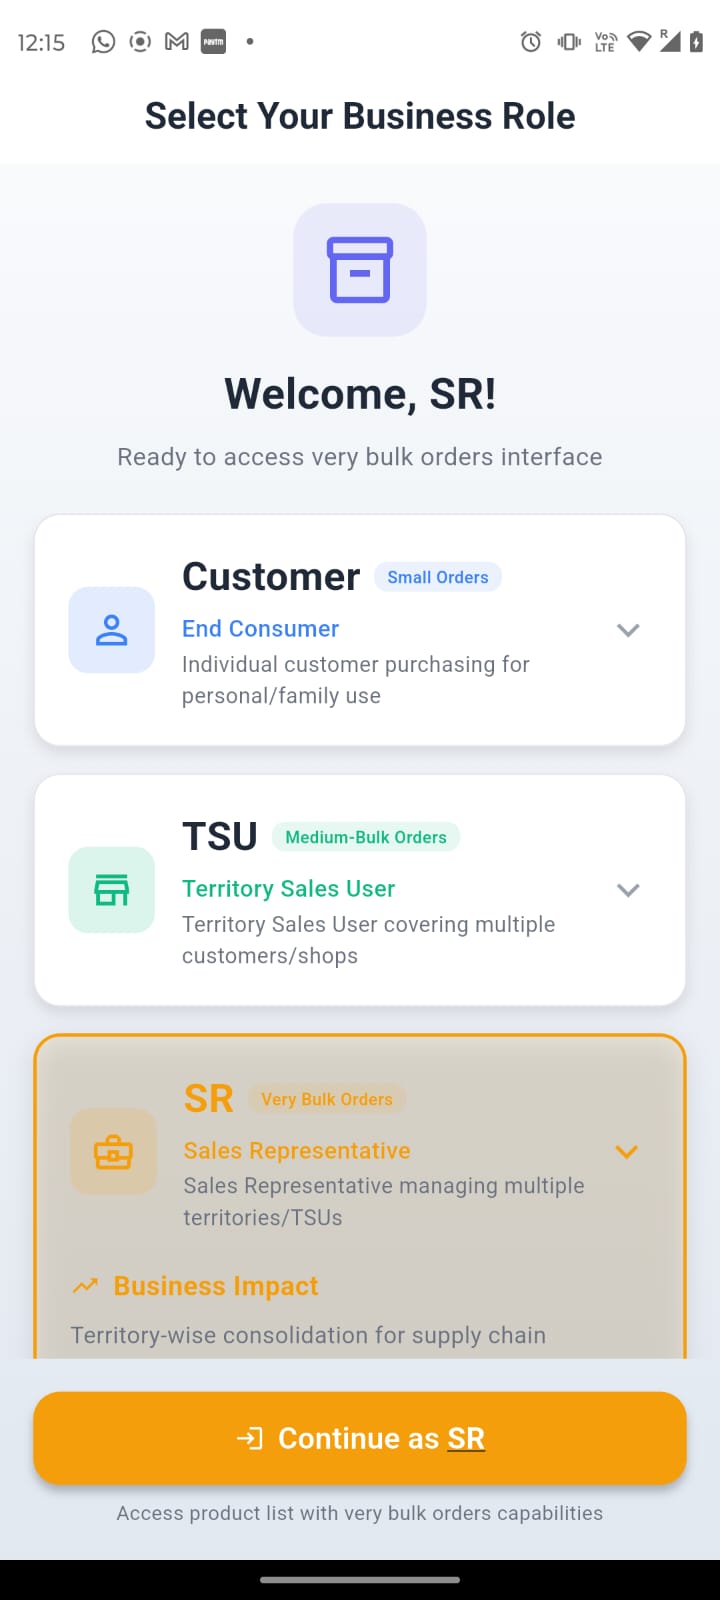 12:15
paytm
Vo
LTE
R
Select Your Business Role
Welcome, SR!
Ready to access very bulk orders interface
Customer Small Orders
End Consumer
Individual customer purchasing for
personal/family use
TSU Medium-Bulk Orders
Territory Sales User
Territory Sales User covering multiple
customers/shops
SR Very Bulk Orders
Sales Representative
Sales Representative managing multiple
territories/TSUs
Business Impact
Territory-wise consolidation for supply chain
Continue as SR
Access product list with very bulk orders capabilities